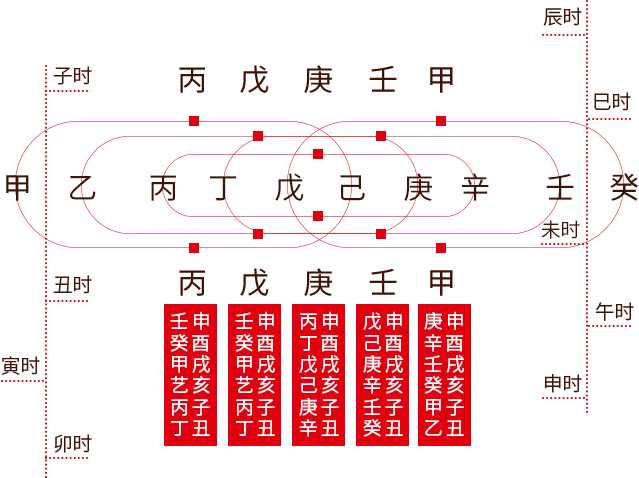 辰时
子时
丙 戊 庚 壬 甲
巳时
甲 乙 丙 丁 戊 己 庚 辛 壬 癸
未时
丑时
丙 戊 庚 壬 甲
午时
寅时
申时
卯时
壬申
癸酉
甲戌
艺亥
丙子
丁丑
壬申
癸酉
甲戌
艺亥
丙子
丁丑
丙申
丁酉
戊戌
己亥
庚子
辛丑
戊申
己酉
庚戌
辛亥
壬子
癸丑
庚申
辛酉
壬戌
癸亥
甲子
乙丑